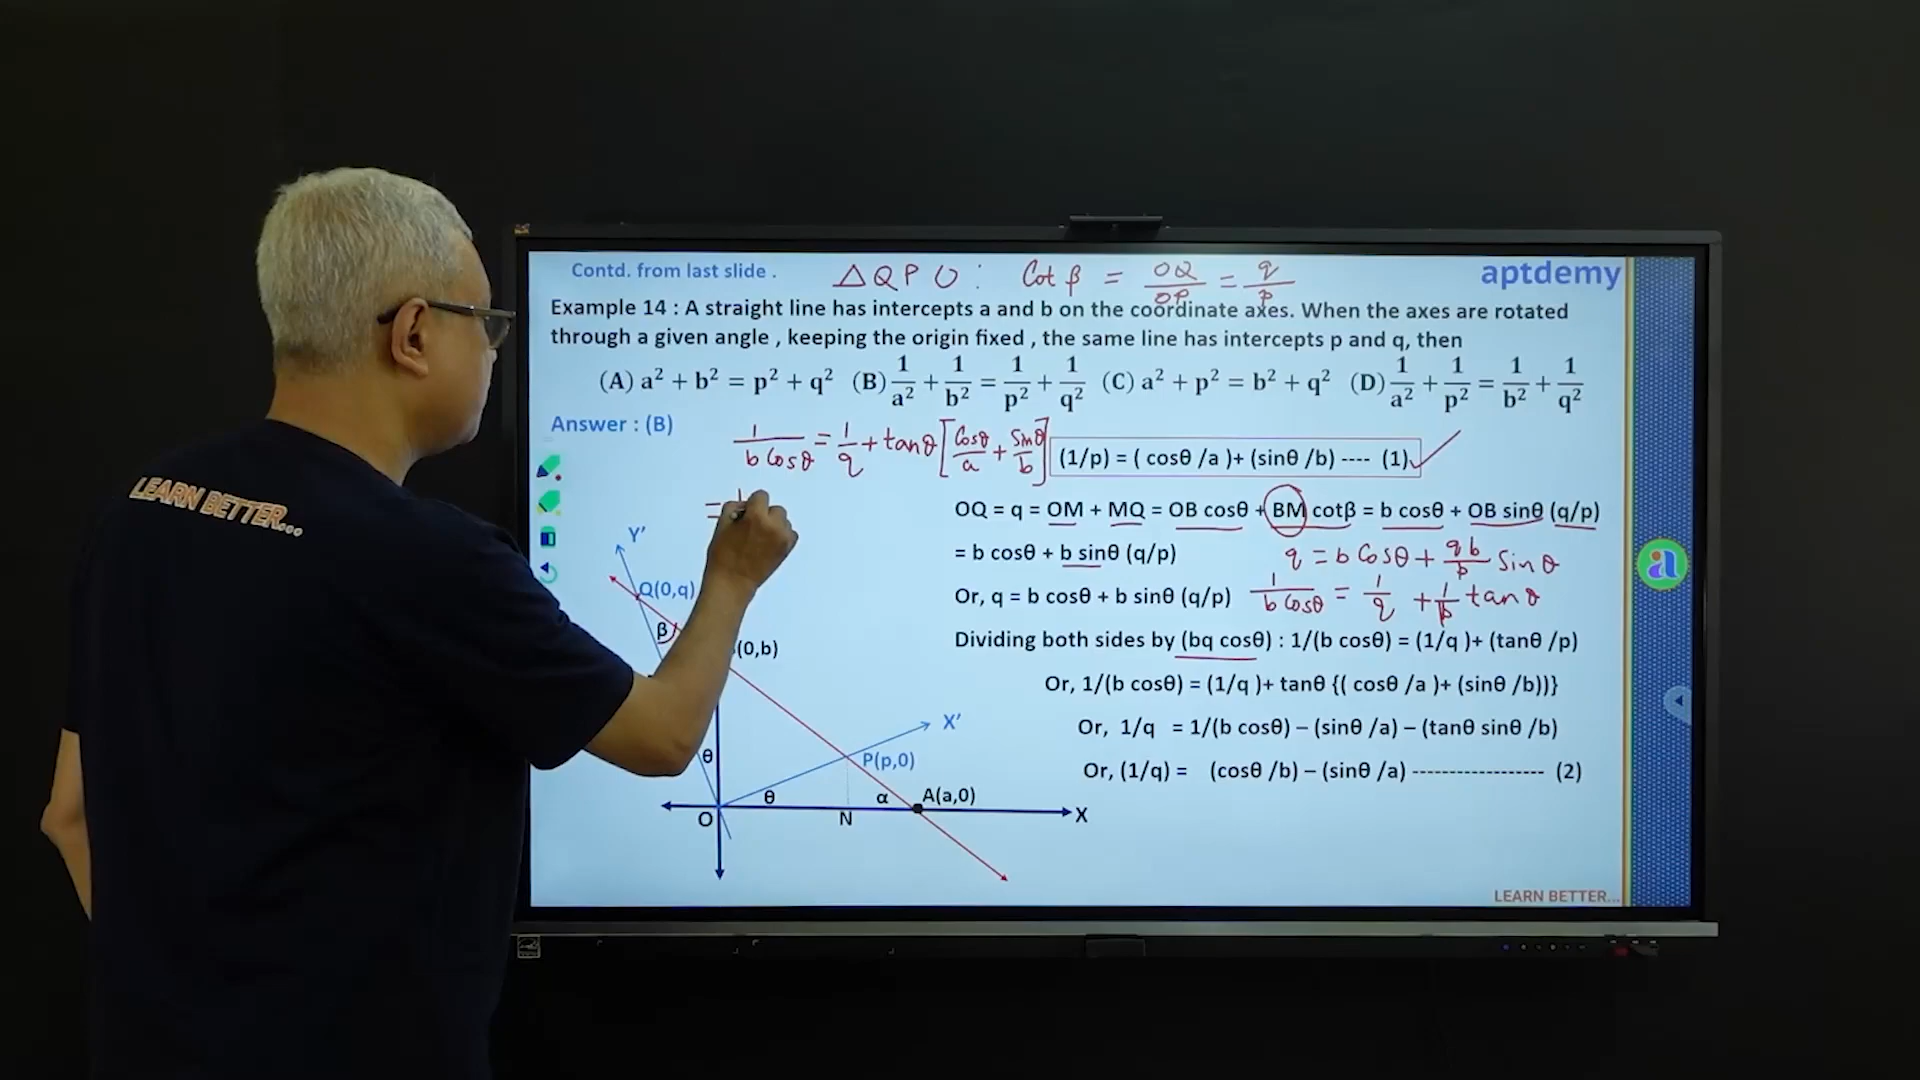 Contd. from last slide .
△QPO : Cot β = OQ/OP = q/p
aptdemy
Example 14 : A straight line has intercepts a and b on the coordinate axes. When the axes are rotated
through a given angle , keeping the origin fixed , the same line has intercepts p and q, then
(A) a² + b² = p² + q² (B) 1/a² + 1/b² = 1/p² + 1/q² (C) a² + p² = b² + q² (D) 1/a² + 1/p² = 1/b² + 1/q²
Answer : (B)
1/(b Cosθ) = 1/q + tanθ [Cosθ/a + Sinθ/b]
(1/p) = ( cosθ /a )+ (sinθ /b) ---- (1)
=
OQ = q = OM + MQ = OB cosθ + BM cotβ = b cosθ + OB sinθ (q/p)
= b cosθ + b sinθ (q/p)
q = b Cosθ + qb/p Sinθ
Or, q = b cosθ + b sinθ (q/p)
1/(b Cosθ) = 1/q + 1/p tanθ
Dividing both sides by (bq cosθ) : 1/(b cosθ) = (1/q )+ (tanθ /p)
Or, 1/(b cosθ) = (1/q )+ tanθ {( cosθ /a )+ (sinθ /b))}
Or, 1/q = 1/(b cosθ) – (sinθ /a) – (tanθ sinθ /b)
Or, (1/q) = (cosθ /b) – (sinθ /a) ------------------ (2)
Y'
Q(0,q)
β
(0,b)
X'
P(p,0)
θ
θ
α
A(a,0)
O
N
X
LEARN BETTER...
LEARN BETTER...
a